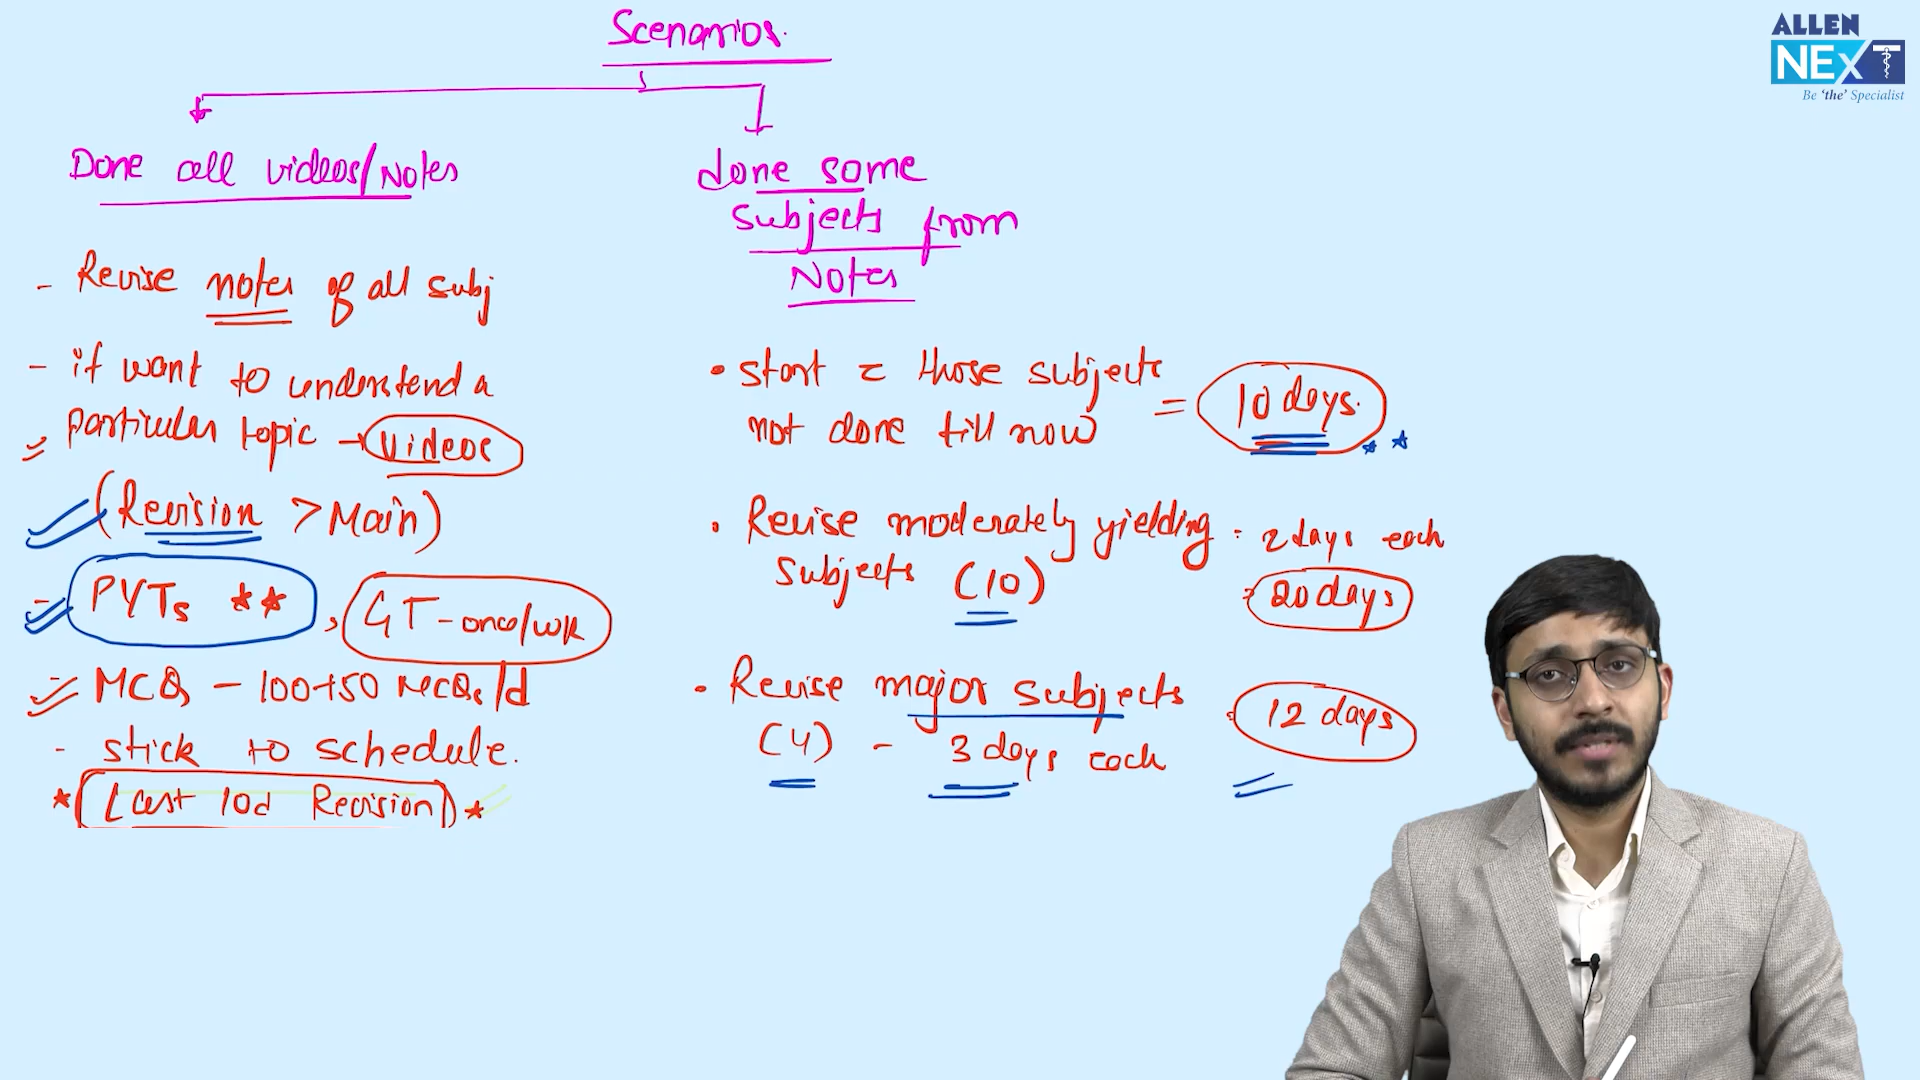 Scenarios.
Done all videos/Notes
- Revise notes of all subj
- if want to understand a
particular topic → videos
(Revision > Main)
- PYTs ★★, GT - once/wk
- MCQs - 100-150 MCQs/d
- stick to schedule.
★ (Last 10d Revision) ★
done some
subjects from
Notes
• start c those subjects
not done till now = 10 days.
• Revise moderately yielding : 2 days each
subjects (10) = 20 days
• Revise major subjects : 12 days
(4) - 3 days each
ALLEN
NEXT
Be 'the' Specialist